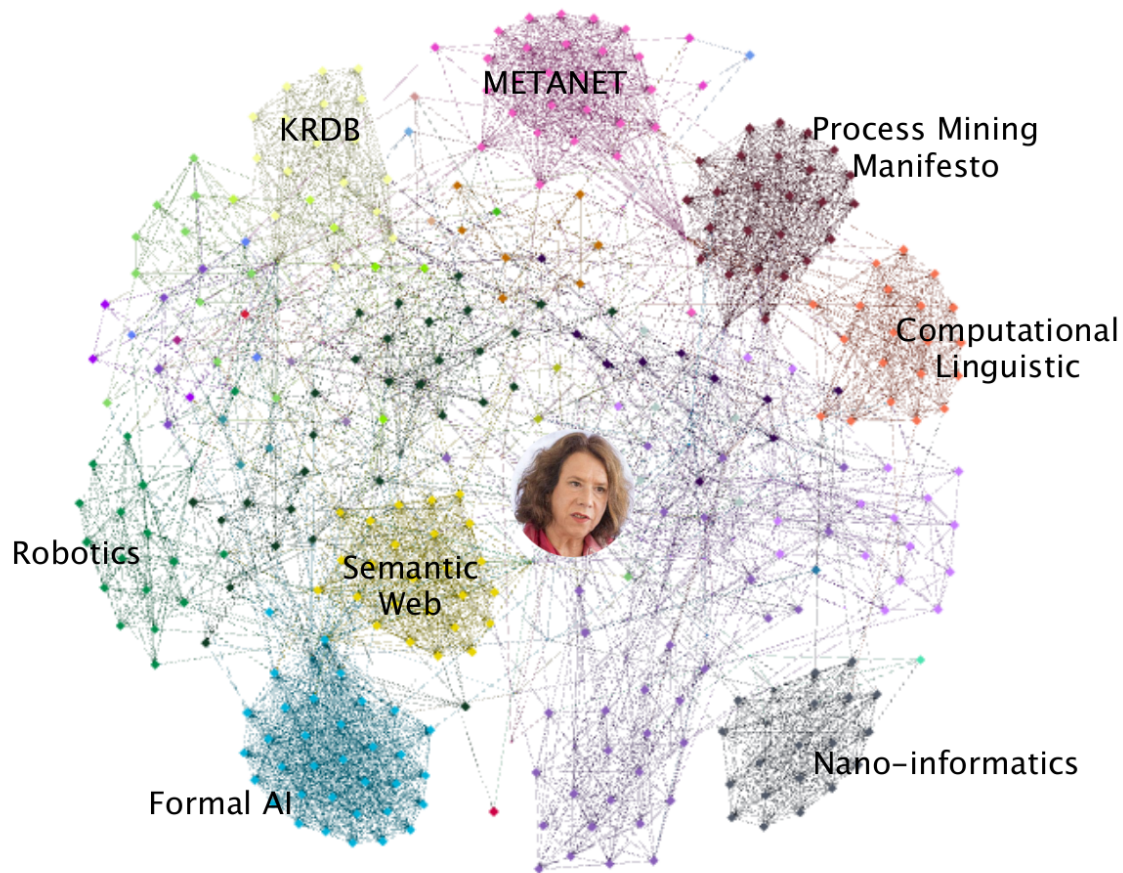 METANET
KRDB
Process Mining
Manifesto
Computational
Linguistic
Robotics
Semantic
Web
Nano-informatics
Formal AI